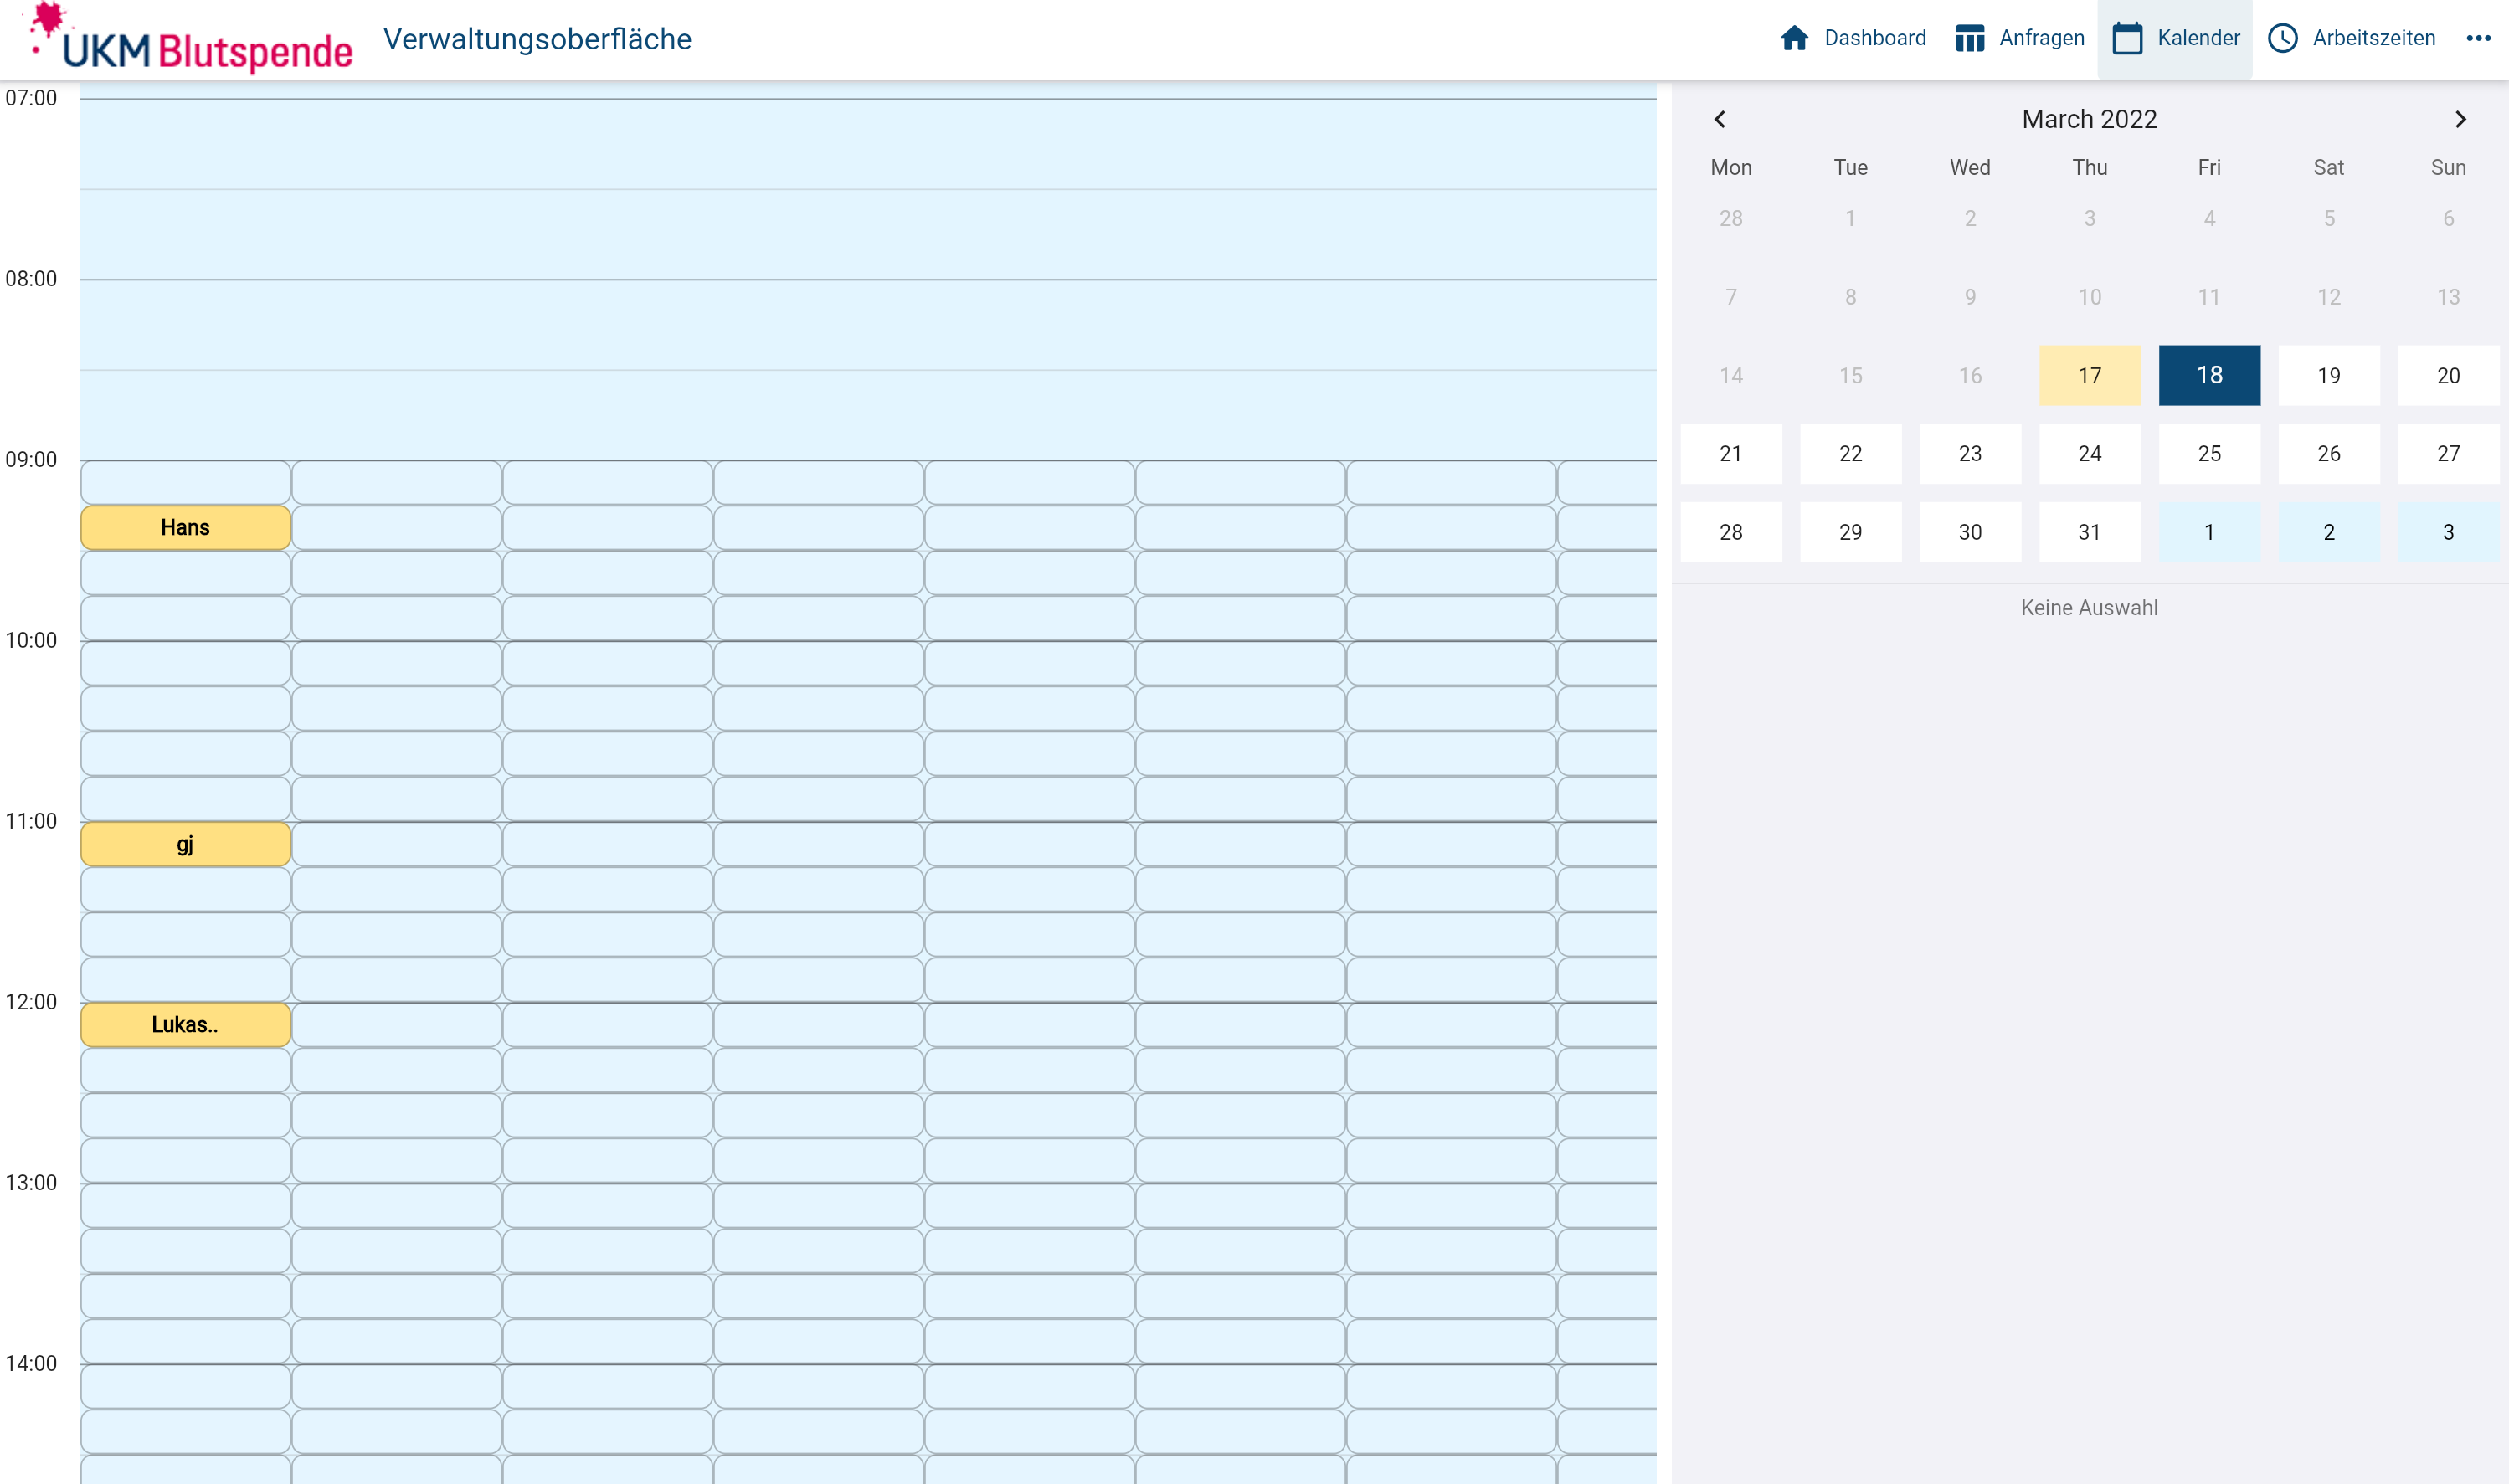 UKM Blutspende
Verwaltungsoberfläche
Dashboard
Anfragen
Kalender
Arbeitszeiten
07:00
08:00
09:00
Hans
10:00
11:00
gj
12:00
Lukas..
13:00
14:00
March 2022
Mon Tue Wed Thu Fri Sat Sun
28 1 2 3 4 5 6
7 8 9 10 11 12 13
14 15 16 17 18 19 20
21 22 23 24 25 26 27
28 29 30 31 1 2 3
Keine Auswahl